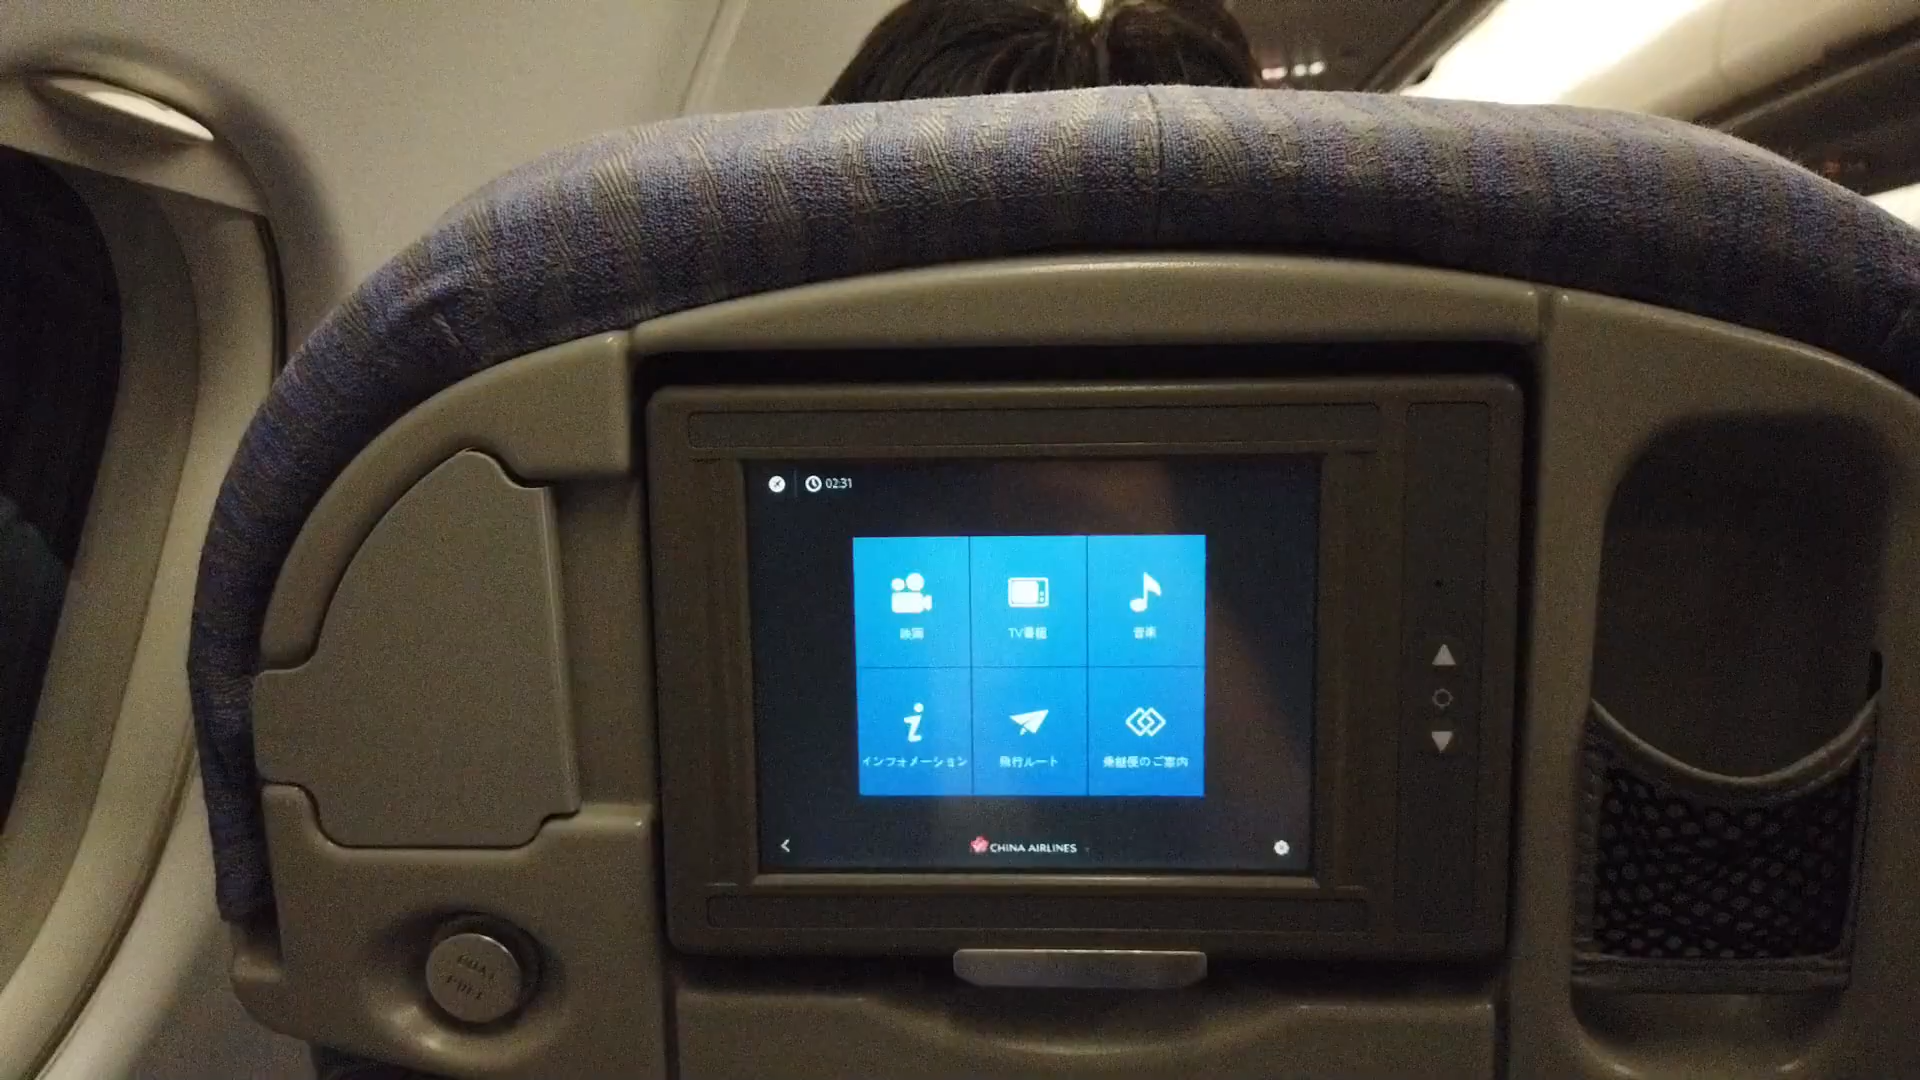 02:31
映画
TV番組
音楽
インフォメーション
飛行ルート
乗継便のご案内
CHINA AIRLINES